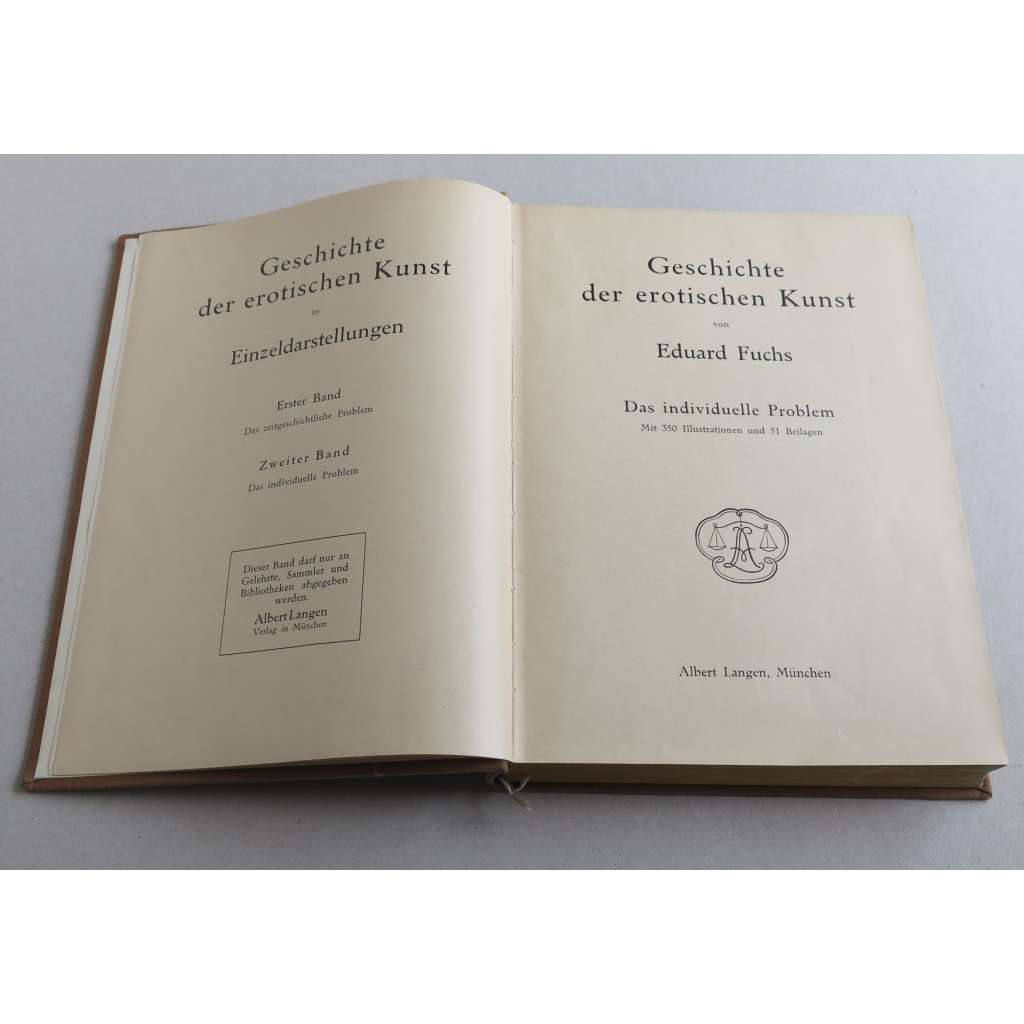 Geschichte
der erotischen Kunst
in
Einzeldarstellungen
Erster Band
Das zeitgeschichtliche Problem
Zweiter Band
Das individuelle Problem
Dieser Band darf nur an
Gelehrte, Sammler und
Bibliotheken abgegeben
werden.
Albert Langen
Verlag in München
Geschichte
der erotischen Kunst
von
Eduard Fuchs
Das individuelle Problem
Mit 350 Illustrationen und 51 Beilagen
Albert Langen, München